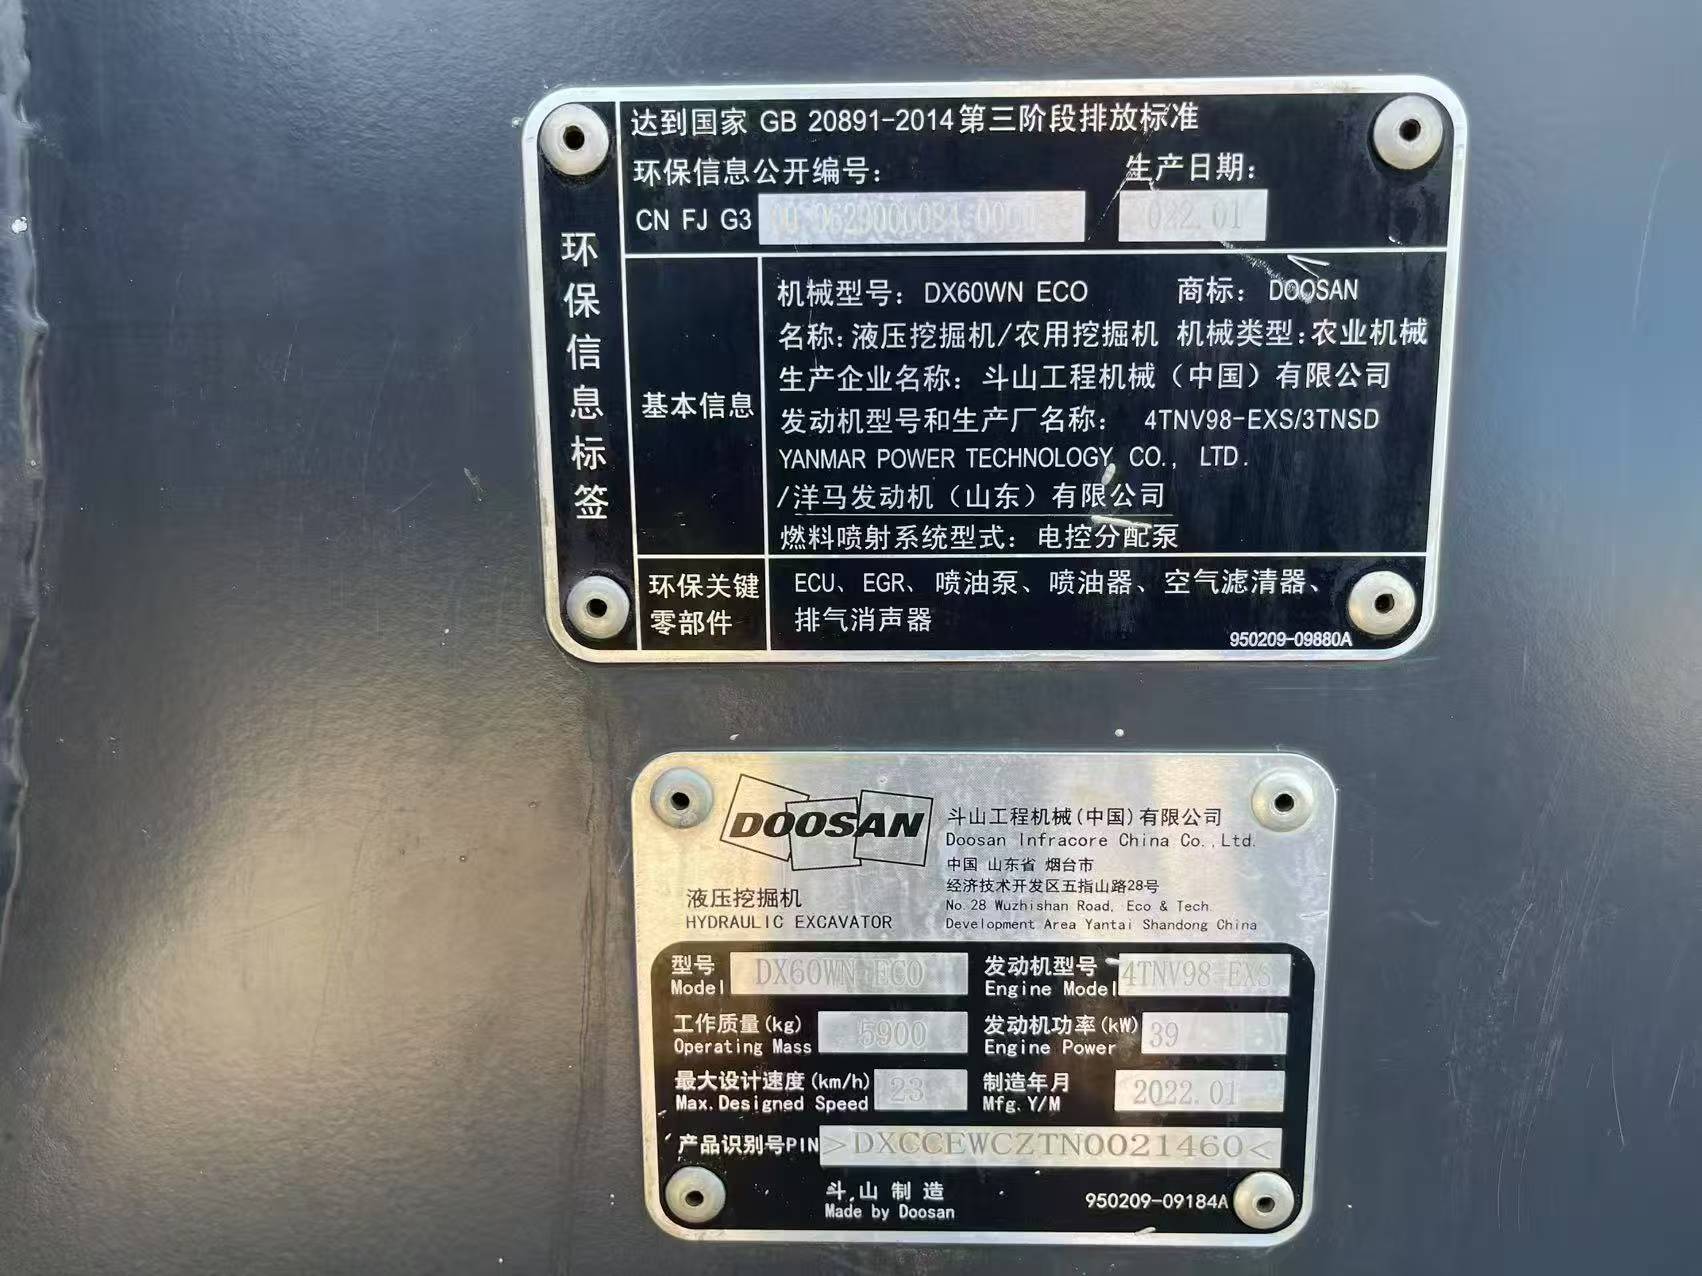 达到国家 GB 20891-2014第三阶段排放标准
环保信息公开编号: 生产日期:
CN FJ G3 022.01
环保信息标签
基本信息
机械型号: DX60WN ECO 商标: DOOSAN
名称:液压挖掘机/农用挖掘机 机械类型:农业机械
生产企业名称: 斗山工程机械(中国)有限公司
发动机型号和生产厂名称: 4TNV98-EXS/3TNSD
YANMAR POWER TECHNOLOGY CO., LTD.
/洋马发动机(山东)有限公司
燃料喷射系统型式: 电控分配泵
环保关键零部件
ECU、EGR、喷油泵、喷油器、空气滤清器、
排气消声器
950209-09880A
DOOSAN
斗山工程机械(中国)有限公司
Doosan Infracore China Co.,Ltd.
中国 山东省 烟台市
经济技术开发区五指山路28号
No.28 Wuzhishan Road, Eco & Tech
Development Area Yantai Shandong China
液压挖掘机
HYDRAULIC EXCAVATOR
型号 DX60WN ECO 发动机型号 4TNV98-EXS
Model Engine Model
工作质量(kg) 5900 发动机功率(kW) 39
Operating Mass Engine Power
最大设计速度(km/h) 23 制造年月 2022.01
Max.Designed Speed Mfg.Y/M
产品识别号PIN >DXCCEWCZTN0021460<
斗山制造
Made by Doosan
950209-09184A